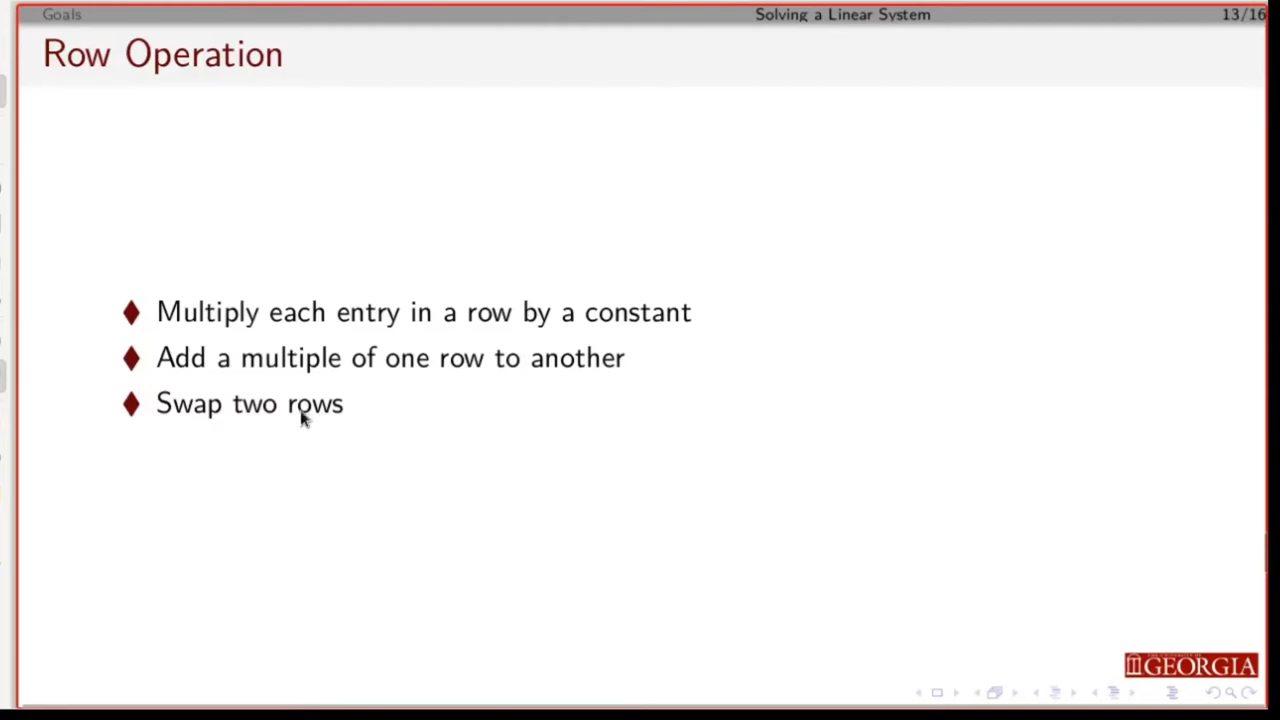 Goals
Solving a Linear System
13/16
Row Operation
Multiply each entry in a row by a constant
Add a multiple of one row to another
Swap two rows
GEORGIA